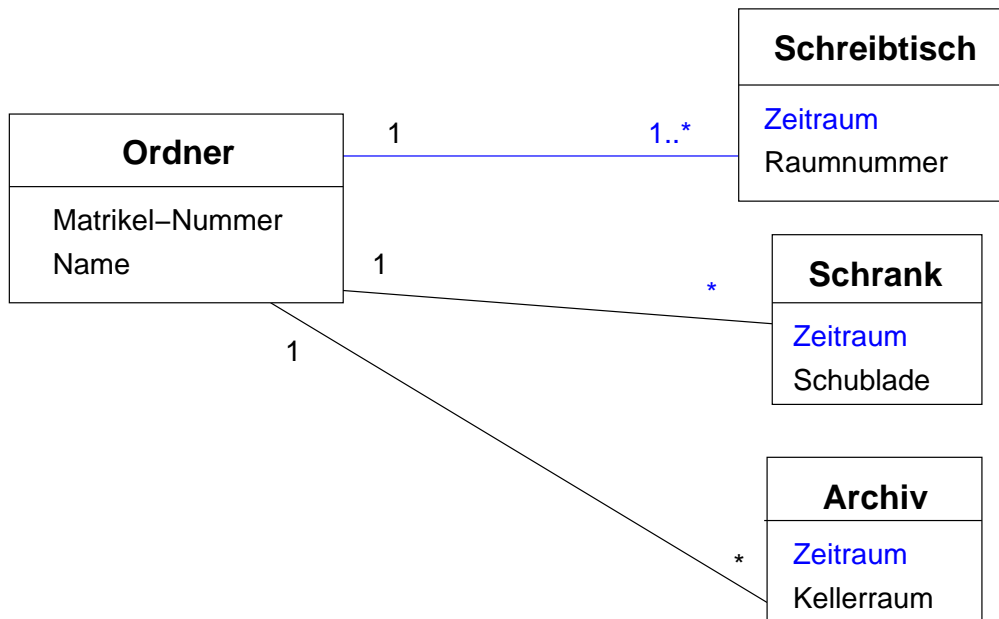 Schreibtisch
Zeitraum
Raumnummer
1
1..*
Ordner
Matrikel−Nummer
Name
1
*
Schrank
Zeitraum
Schublade
1
*
Archiv
Zeitraum
Kellerraum